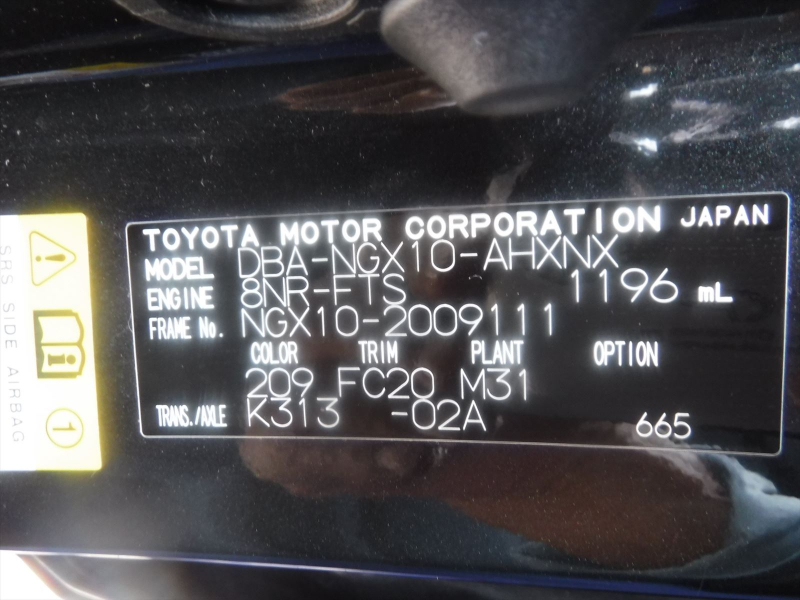 TOYOTA MOTOR CORPORATION JAPAN
MODEL DBA-NGX10-AHXNX
ENGINE 8NR-FTS 1196 mL
FRAME No. NGX10-2009111
COLOR TRIM PLANT OPTION
209 FC20 M31
TRANS./AXLE K313 -02A 665
SRS SIDE AIRBAG
1